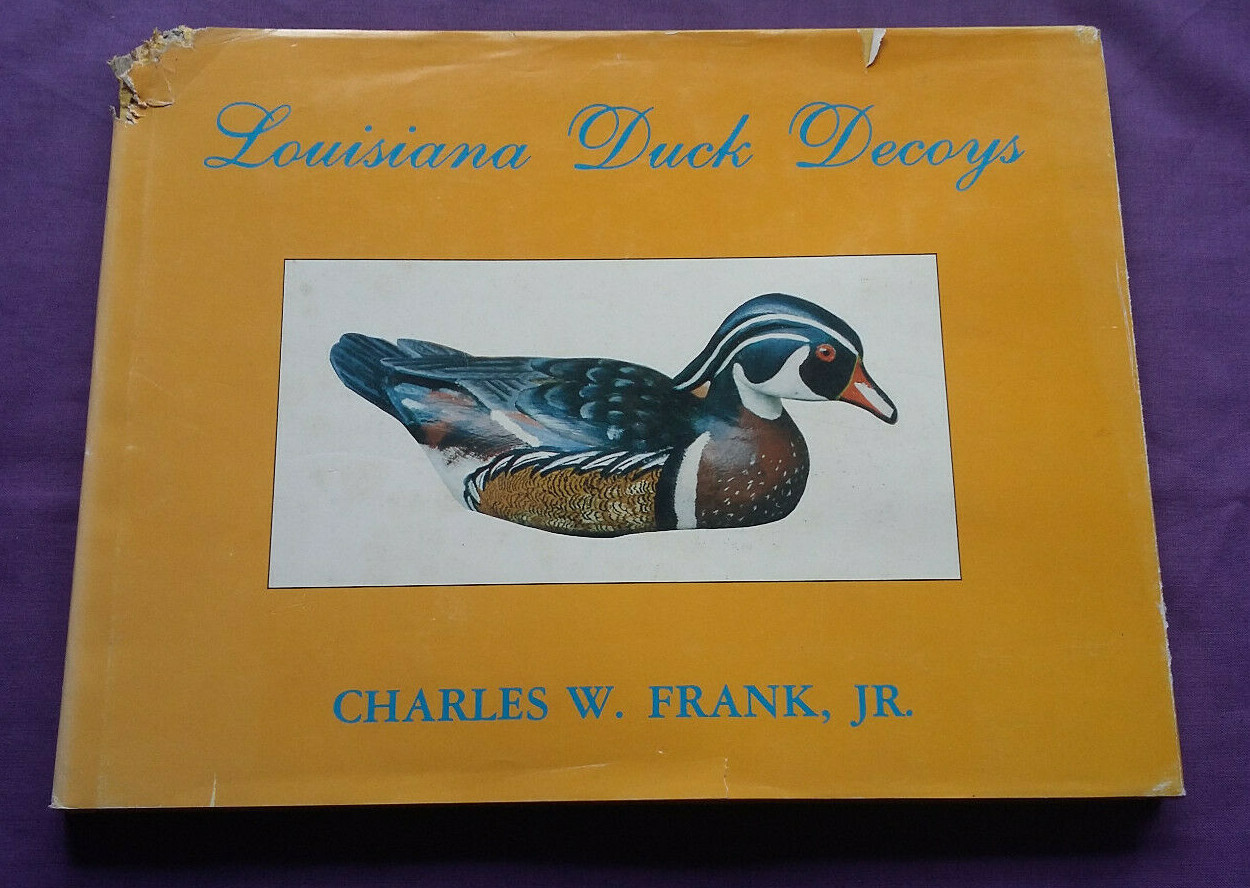 Louisiana Duck Decoys
CHARLES W. FRANK, JR.